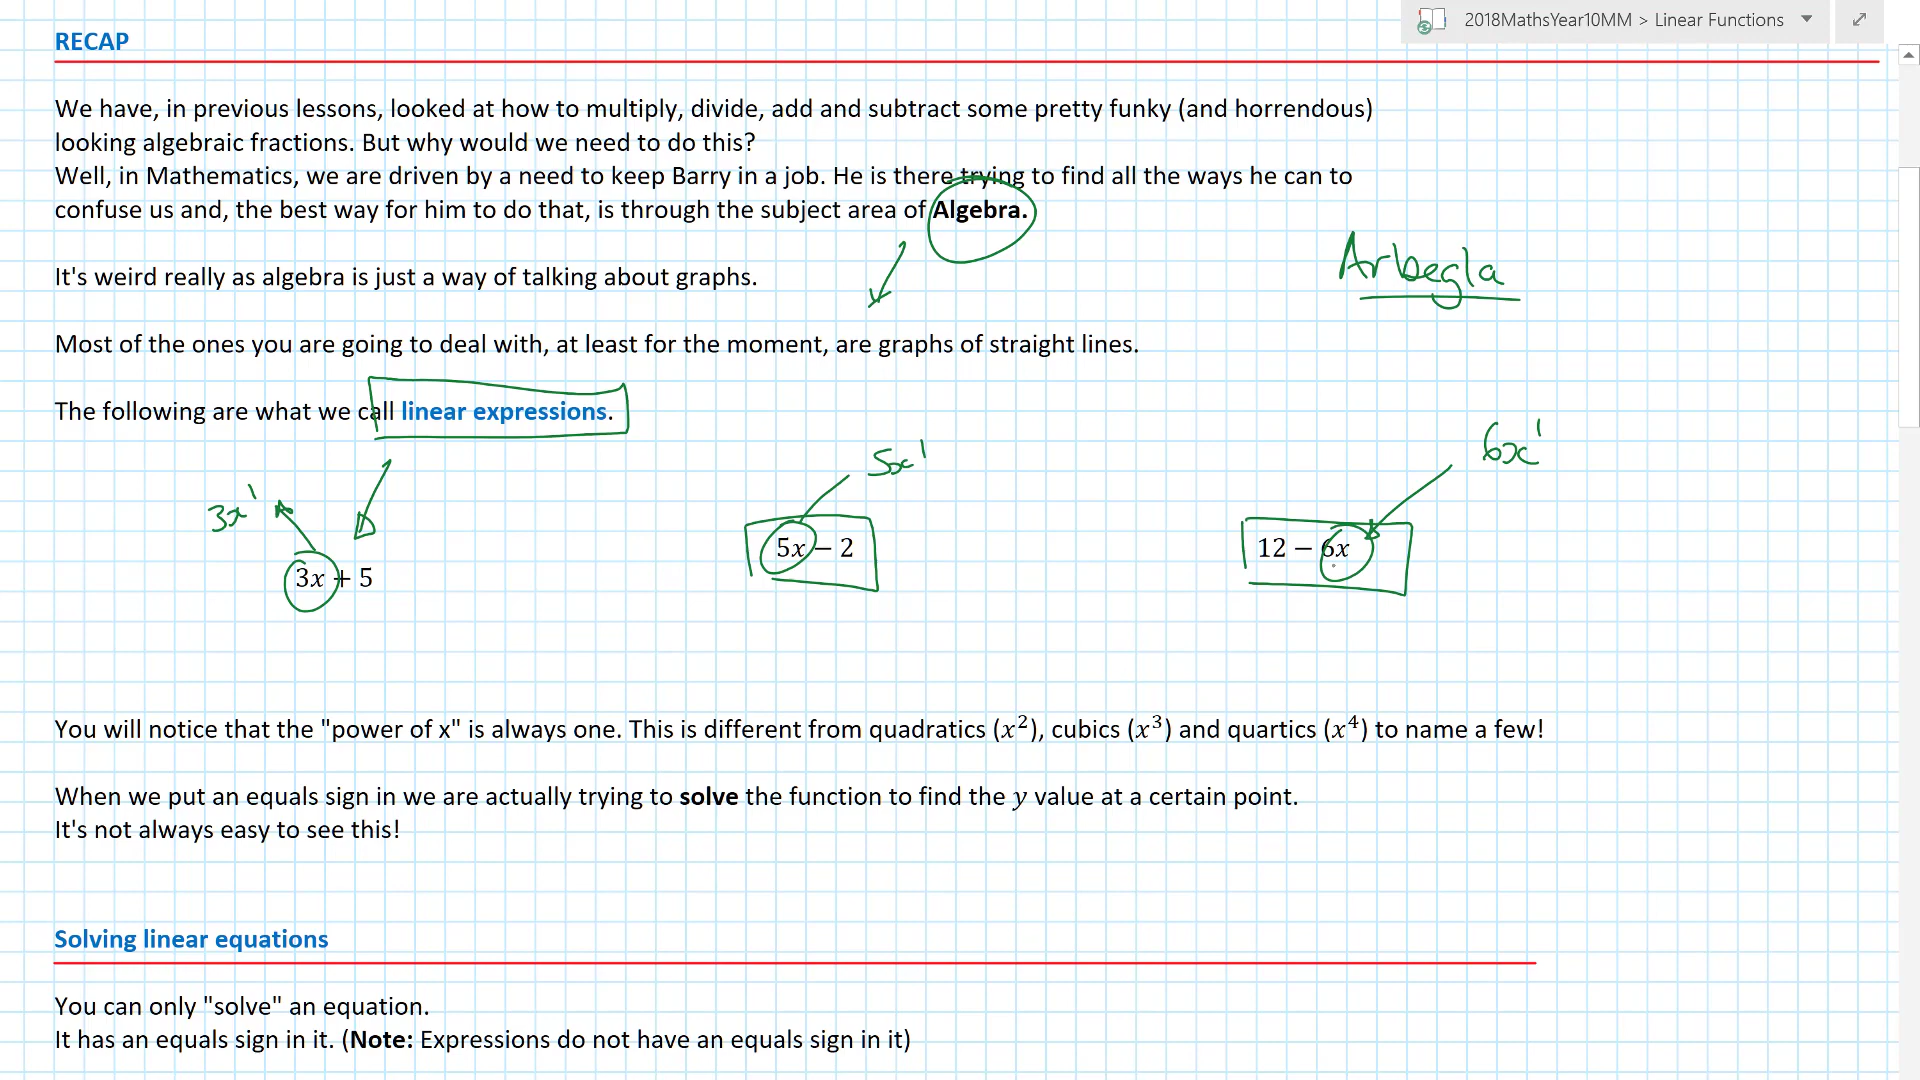 2018MathsYear10MM > Linear Functions
RECAP
We have, in previous lessons, looked at how to multiply, divide, add and subtract some pretty funky (and horrendous)
looking algebraic fractions. But why would we need to do this?
Well, in Mathematics, we are driven by a need to keep Barry in a job. He is there trying to find all the ways he can to
confuse us and, the best way for him to do that, is through the subject area of Algebra.
Arbegla
It's weird really as algebra is just a way of talking about graphs.
Most of the ones you are going to deal with, at least for the moment, are graphs of straight lines.
The following are what we call linear expressions.
3x¹ 5x¹ 6x¹
3x + 5 5x − 2 12 − 6x
You will notice that the "power of x" is always one. This is different from quadratics (x²), cubics (x³) and quartics (x⁴) to name a few!
When we put an equals sign in we are actually trying to solve the function to find the y value at a certain point.
It's not always easy to see this!
Solving linear equations
You can only "solve" an equation.
It has an equals sign in it. (Note: Expressions do not have an equals sign in it)